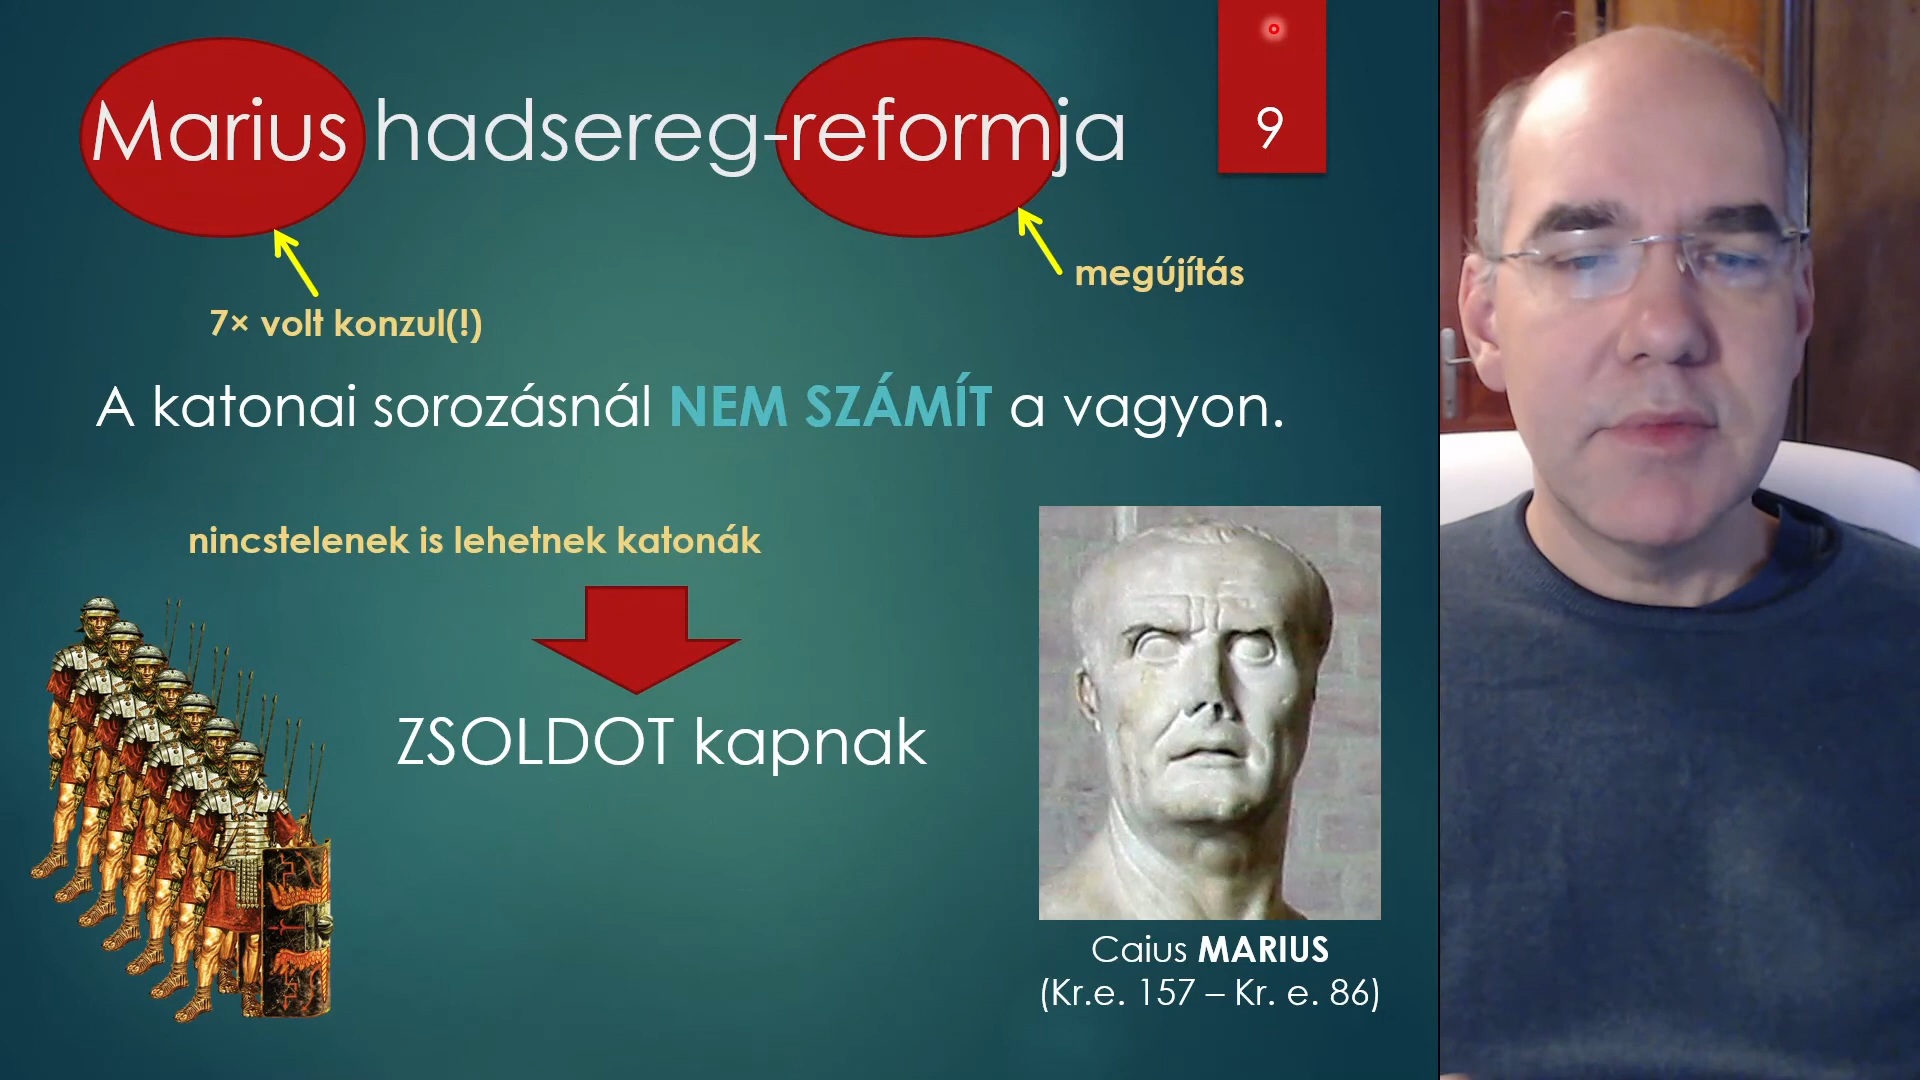 Marius hadsereg-reformja
9
megújítás
7× volt konzul(!)
A katonai sorozásnál NEM SZÁMÍT a vagyon.
nincstelenek is lehetnek katonák
ZSOLDOT kapnak
Caius MARIUS
(Kr.e. 157 – Kr. e. 86)